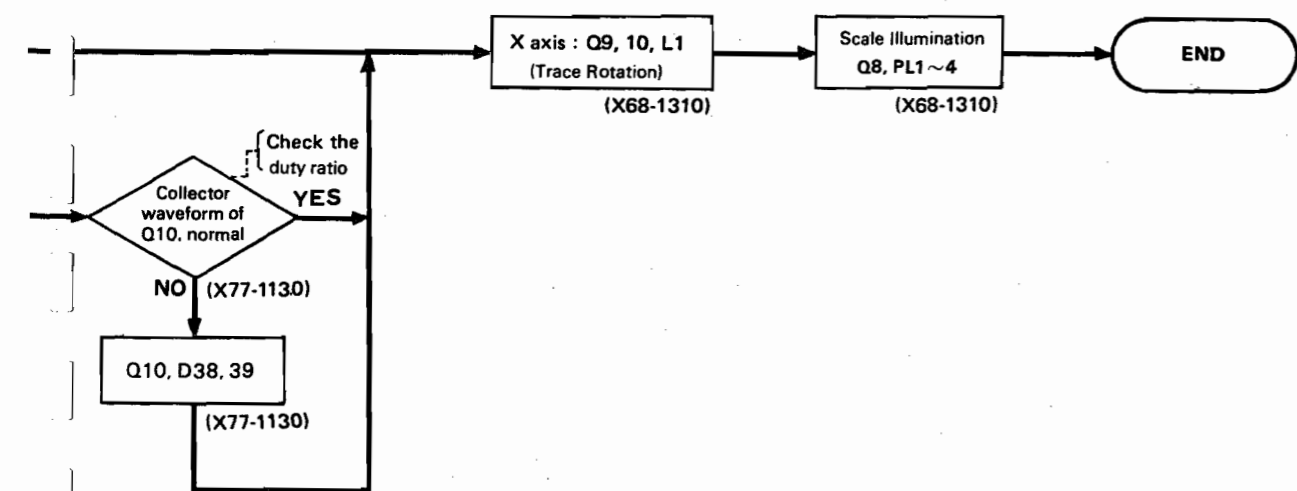 X axis : Q9, 10, L1
(Trace Rotation)
(X68-1310)
Scale Illumination
Q8, PL1~4
(X68-1310)
END
Check the
duty ratio
Collector
waveform of
Q10, normal
YES
NO
(X77-1130)
Q10, D38, 39
(X77-1130)